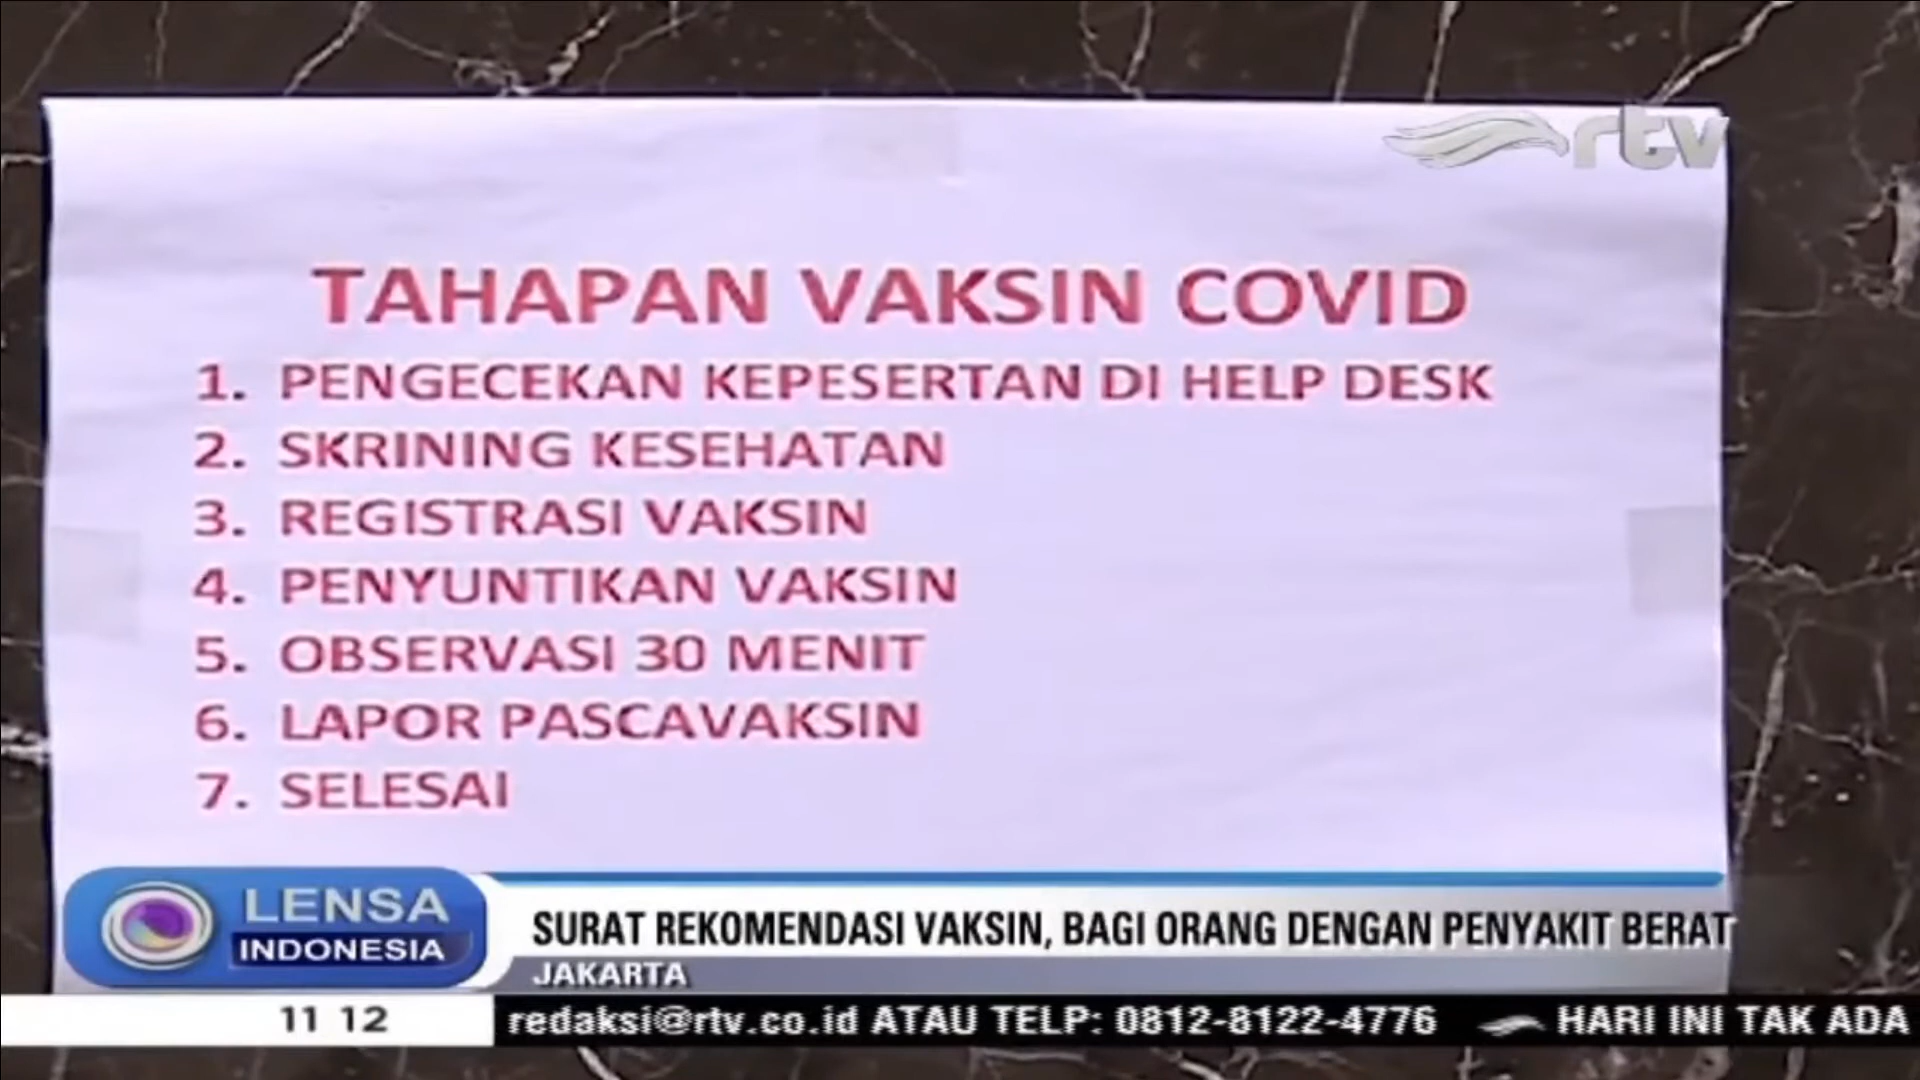 rtv
TAHAPAN VAKSIN COVID
1. PENGECEKAN KEPESERTAN DI HELP DESK
2. SKRINING KESEHATAN
3. REGISTRASI VAKSIN
4. PENYUNTIKAN VAKSIN
5. OBSERVASI 30 MENIT
6. LAPOR PASCAVAKSIN
7. SELESAI
LENSA
INDONESIA
SURAT REKOMENDASI VAKSIN, BAGI ORANG DENGAN PENYAKIT BERAT
JAKARTA
11 12 redaksi@rtv.co.id ATAU TELP: 0812-8122-4776 HARI INI TAK ADA